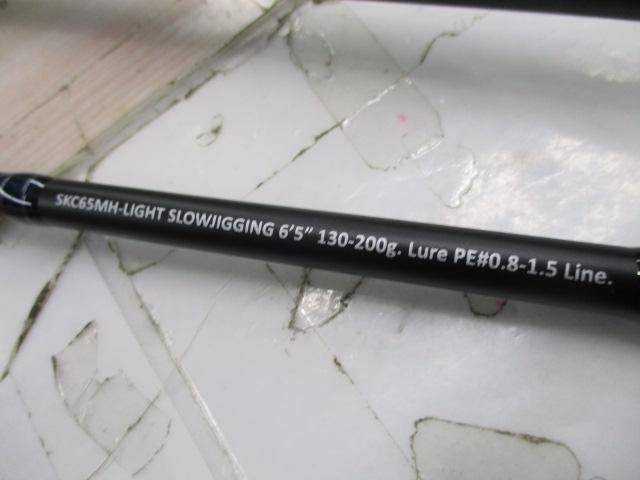 SKC65MH-LIGHT SLOWJIGGING 6'5" 130-200g. Lure PE#0.8-1.5 Line.